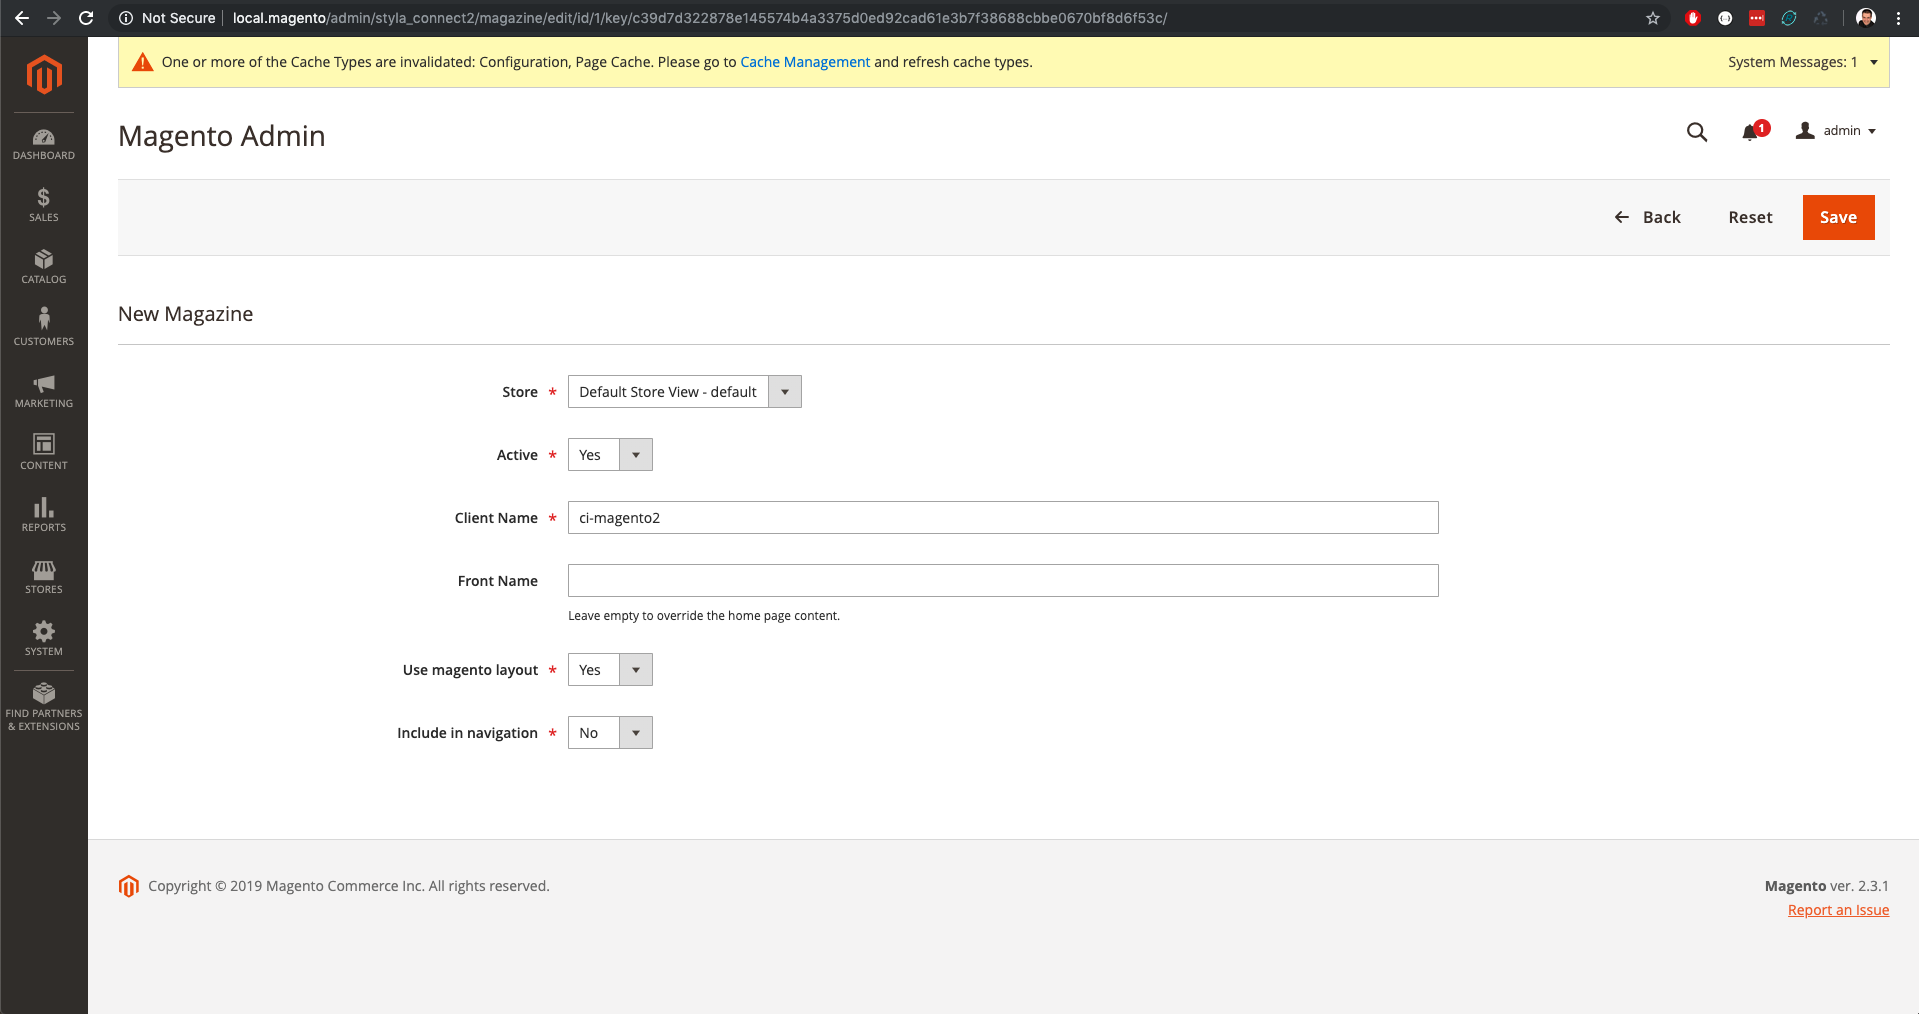 Not Secure | local.magento/admin/styla_connect2/magazine/edit/id/1/key/c39d7d322878e145574b4a3375d0ed92cad61e3b7f38688cbbe0670bf8d6f53c/
One or more of the Cache Types are invalidated: Configuration, Page Cache. Please go to Cache Management and refresh cache types.
System Messages: 1
Magento Admin
1
admin
Back
Reset
Save
DASHBOARD
$
SALES
CATALOG
CUSTOMERS
MARKETING
CONTENT
REPORTS
STORES
SYSTEM
FIND PARTNERS
& EXTENSIONS
New Magazine
Store * Default Store View - default
Active * Yes
Client Name * ci-magento2
Front Name
Leave empty to override the home page content.
Use magento layout * Yes
Include in navigation * No
Copyright © 2019 Magento Commerce Inc. All rights reserved.
Magento ver. 2.3.1
Report an Issue